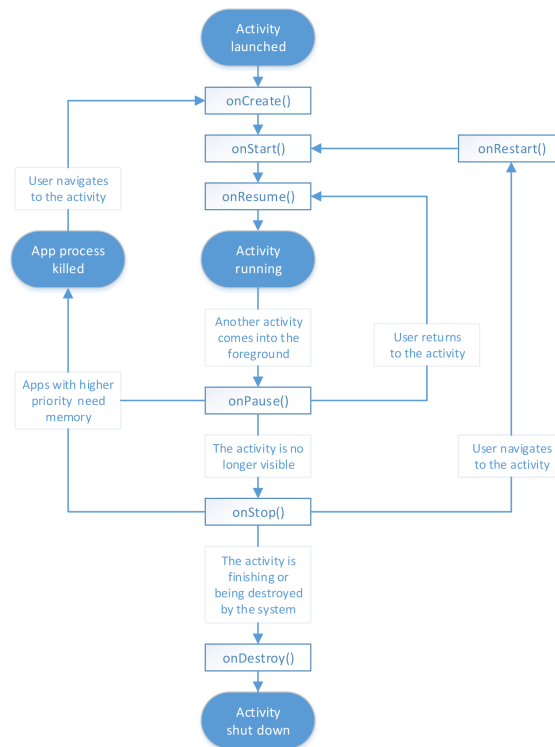 Activity
launched
onCreate()
onStart()
onRestart()
User navigates
to the activity
onResume()
App process
killed
Activity
running
Another activity
comes into the
foreground
User returns
to the activity
Apps with higher
priority need
memory
onPause()
The activity is no
longer visible
User navigates
to the activity
onStop()
The activity is
finishing or
being destroyed
by the system
onDestroy()
Activity
shut down